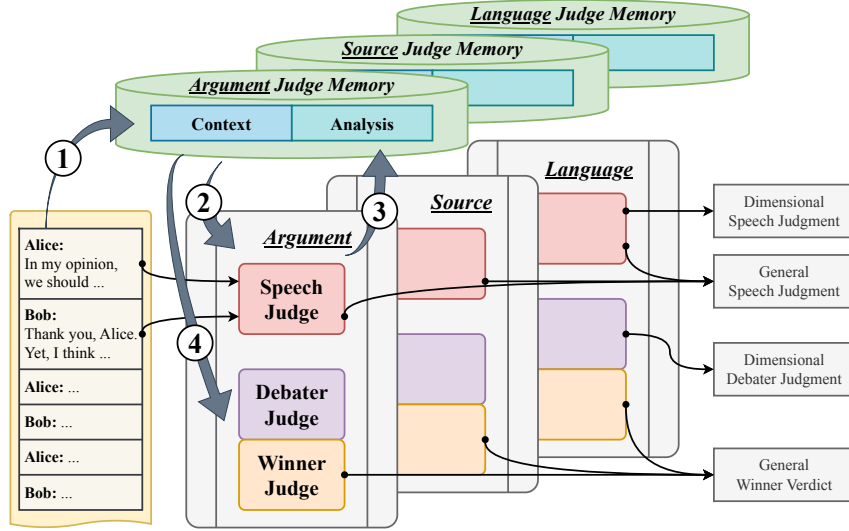 Language Judge Memory
Source Judge Memory
Argument Judge Memory
Context
Analysis
1
2
3
4
Alice:
In my opinion,
we should ...
Bob:
Thank you, Alice.
Yet, I think ...
Alice: ...
Bob: ...
Alice: ...
Bob: ...
Argument
Speech
Judge
Debater
Judge
Winner
Judge
Source
Language
Dimensional
Speech Judgment
General
Speech Judgment
Dimensional
Debater Judgment
General
Winner Verdict